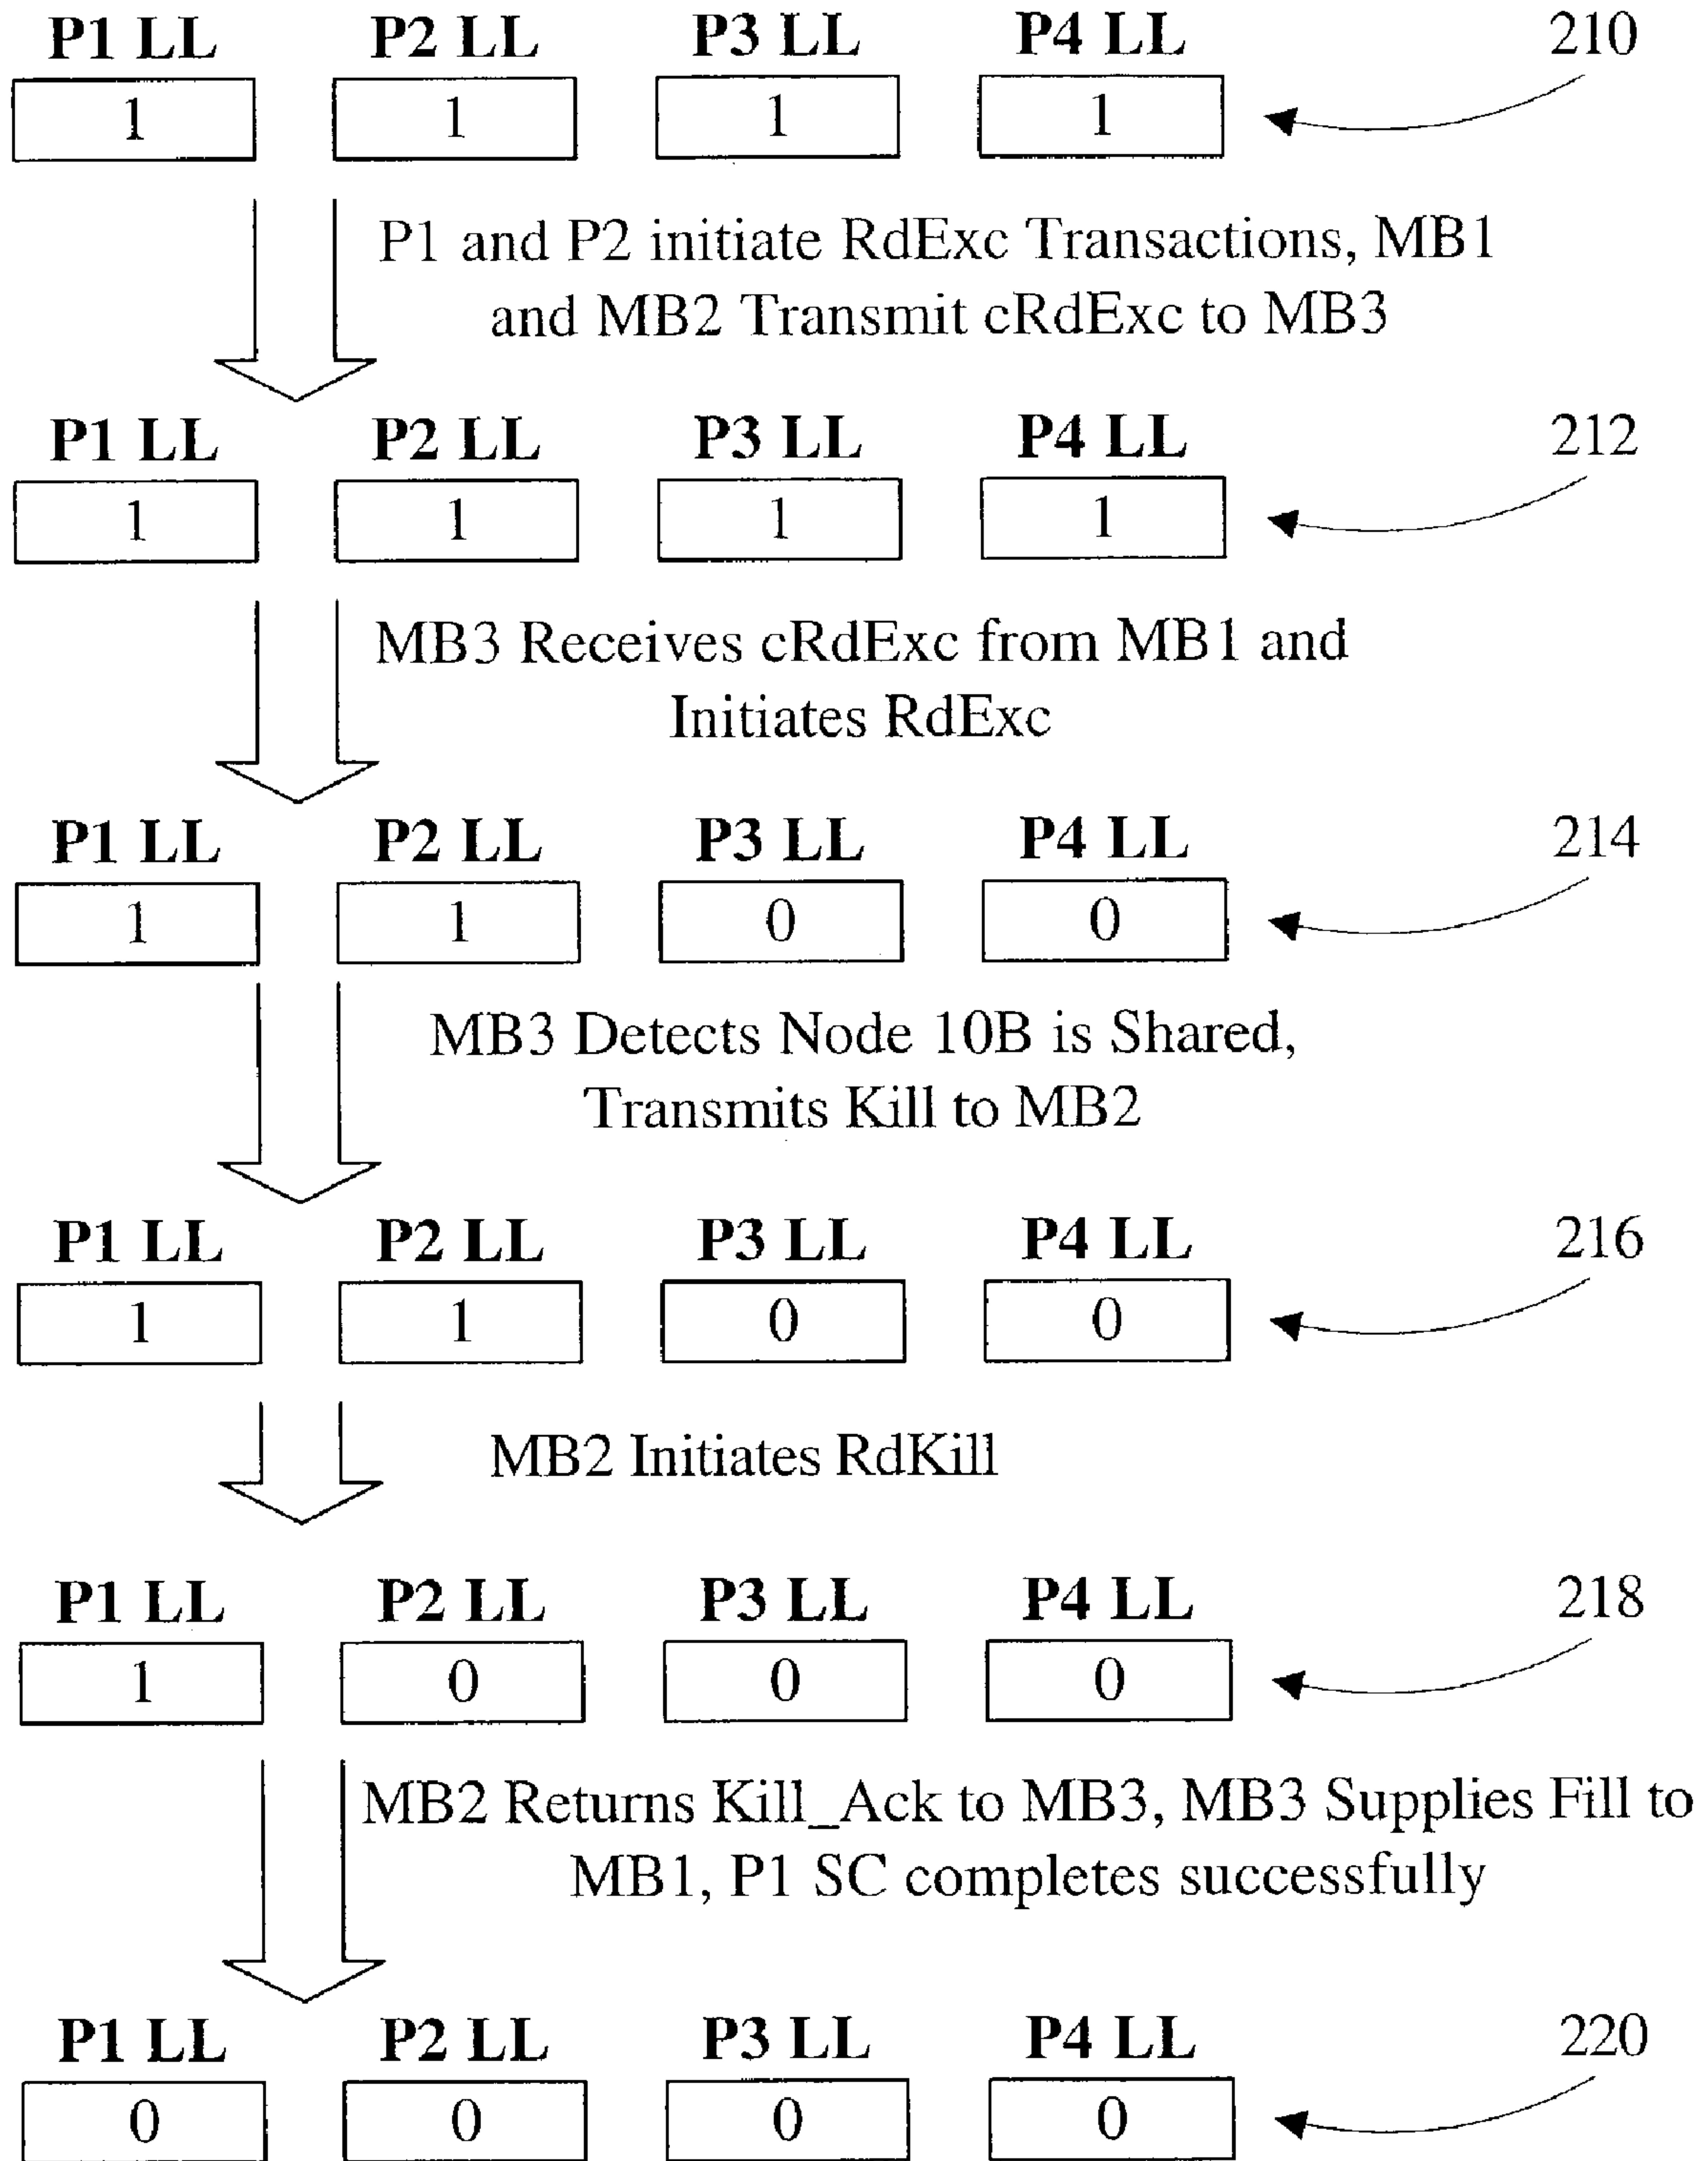 P1 LL P2 LL P3 LL P4 LL 210
1 1 1 1
P1 and P2 initiate RdExc Transactions, MB1
and MB2 Transmit cRdExc to MB3
P1 LL P2 LL P3 LL P4 LL 212
1 1 1 1
MB3 Receives cRdExc from MB1 and
Initiates RdExc
P1 LL P2 LL P3 LL P4 LL 214
1 1 0 0
MB3 Detects Node 10B is Shared,
Transmits Kill to MB2
P1 LL P2 LL P3 LL P4 LL 216
1 1 0 0
MB2 Initiates RdKill
P1 LL P2 LL P3 LL P4 LL 218
1 0 0 0
MB2 Returns Kill_Ack to MB3, MB3 Supplies Fill to
MB1, P1 SC completes successfully
P1 LL P2 LL P3 LL P4 LL 220
0 0 0 0